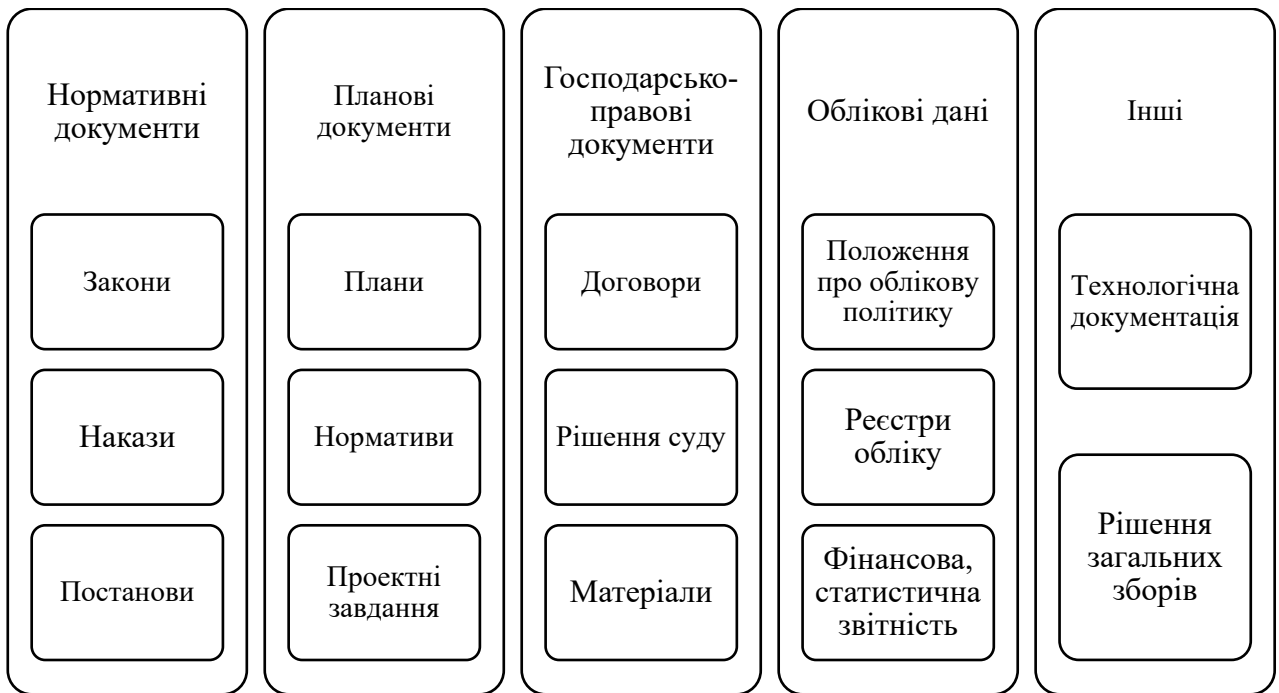 Нормативні
документи
Закони
Накази
Постанови
Планові
документи
Плани
Нормативи
Проектні
завдання
Господарсько-
правові
документи
Договори
Рішення суду
Матеріали
Облікові дані
Положення
про облікову
політику
Реєстри
обліку
Фінансова,
статистична
звітність
Інші
Технологічна
документація
Рішення
загальних
зборів